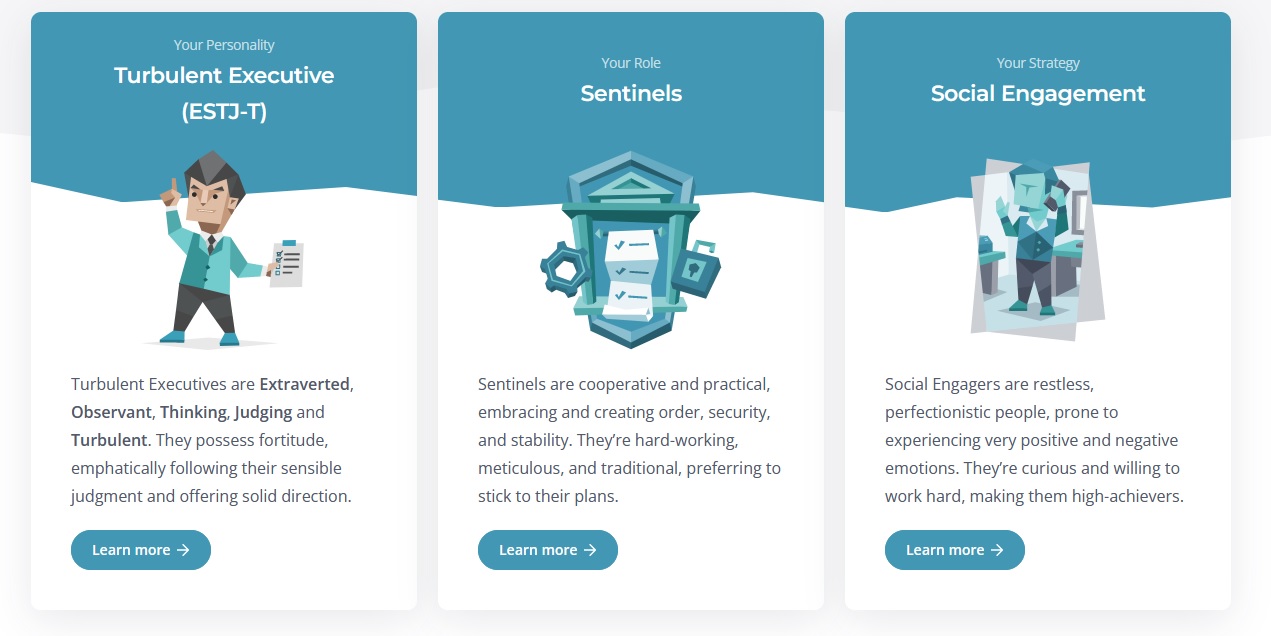 Your Personality
Turbulent Executive
(ESTJ-T)
Turbulent Executives are Extraverted,
Observant, Thinking, Judging and
Turbulent. They possess fortitude,
emphatically following their sensible
judgment and offering solid direction.
Learn more →
Your Role
Sentinels
Sentinels are cooperative and practical,
embracing and creating order, security,
and stability. They’re hard-working,
meticulous, and traditional, preferring to
stick to their plans.
Learn more →
Your Strategy
Social Engagement
Social Engagers are restless,
perfectionistic people, prone to
experiencing very positive and negative
emotions. They’re curious and willing to
work hard, making them high-achievers.
Learn more →